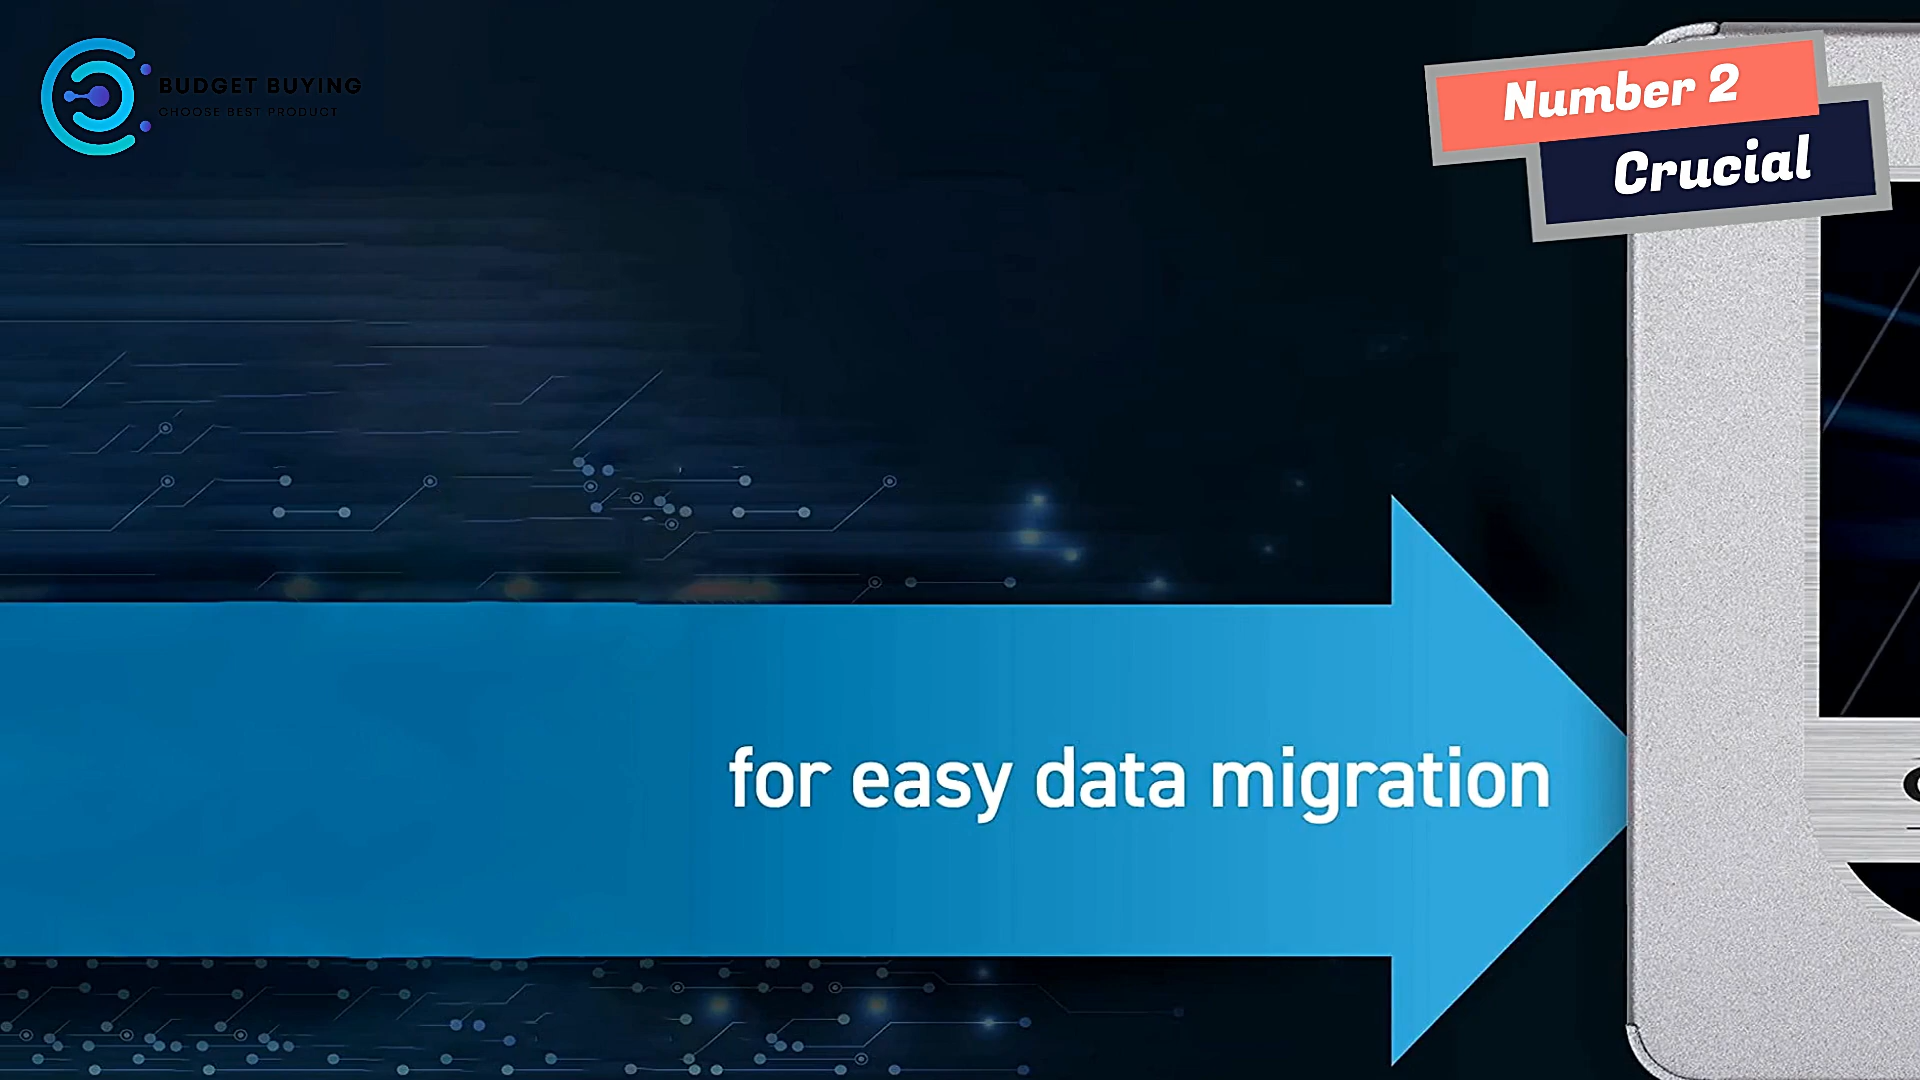 BUDGET BUYING
CHOOSE BEST PRODUCT
Number 2
Crucial
for easy data migration